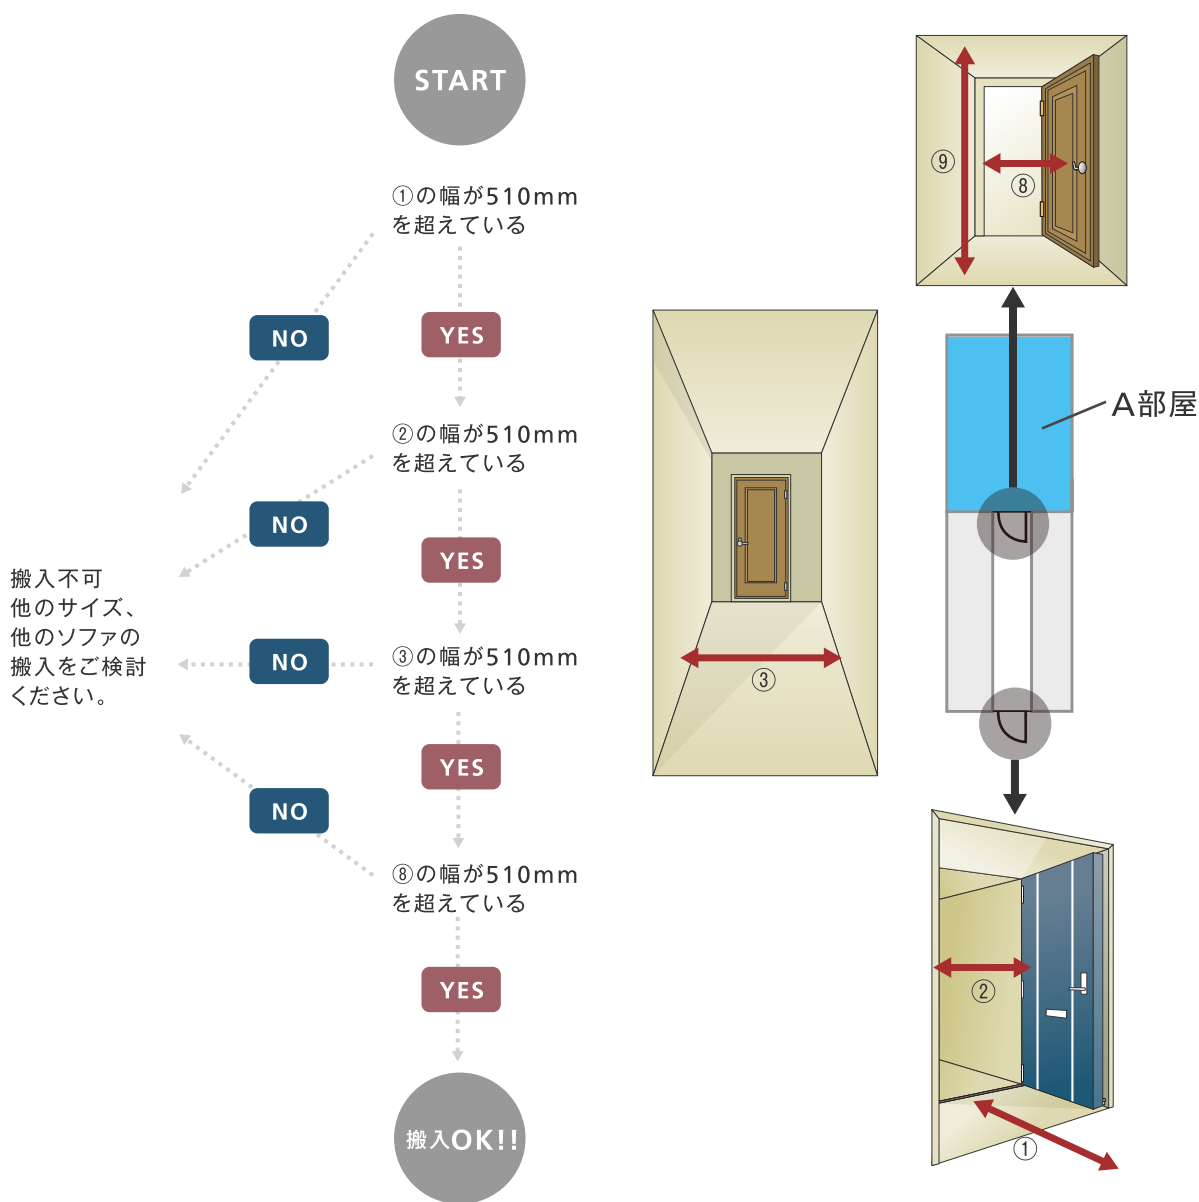 START
①の幅が510mm
を超えている
NO
YES
②の幅が510mm
を超えている
NO
YES
搬入不可
他のサイズ、
他のソファの
搬入をご検討
ください。
③の幅が510mm
を超えている
NO
YES
⑧の幅が510mm
を超えている
NO
YES
搬入OK!!
⑨
⑧
A部屋
③
②
①